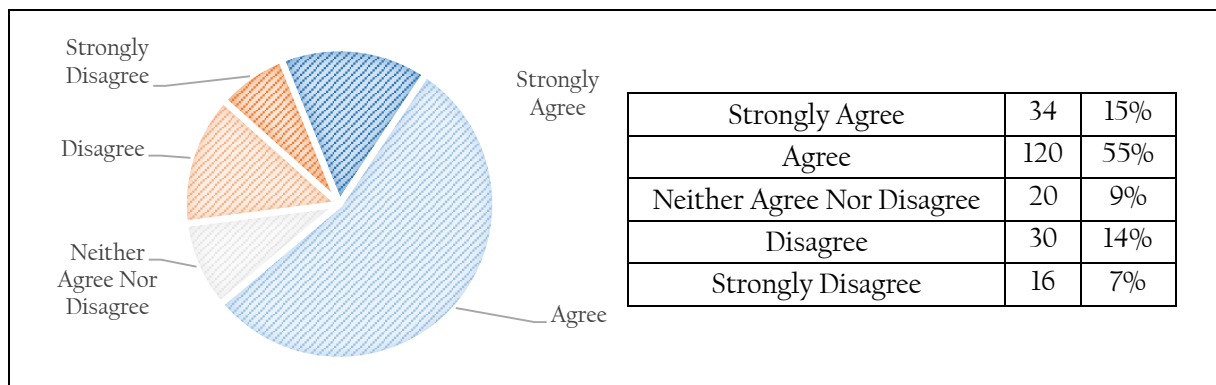 Strongly
Disagree
Strongly
Agree
Disagree
Neither
Agree Nor
Disagree
Agree
Strongly Agree 34 15%
Agree 120 55%
Neither Agree Nor Disagree 20 9%
Disagree 30 14%
Strongly Disagree 16 7%